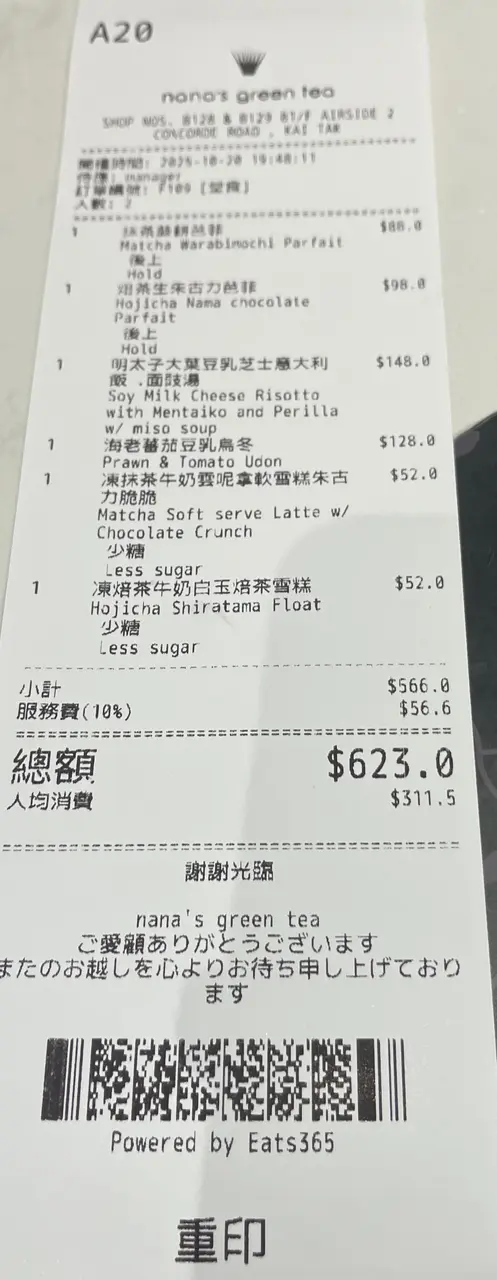 A20
nana's green tea
SHOP NOS. B128 & B129 B1/F AIRSIDE 2
CONCORDE ROAD , KAI TAK
開檯時間: 2025-10-20 19:48:11
侍應: manager
訂單編號: F109 [堂食]
人數: 2
1 抹茶蕨餅芭菲 $88.0
Matcha Warabimochi Parfait
後上
Hold
1 焙茶生朱古力芭菲 $98.0
Hojicha Nama chocolate
Parfait
後上
Hold
1 明太子大葉豆乳芝士意大利 $148.0
飯 .面豉湯
Soy Milk Cheese Risotto
with Mentaiko and Perilla
w/ miso soup
1 海老蕃茄豆乳烏冬 $128.0
Prawn & Tomato Udon
1 凍抹茶牛奶雲呢拿軟雪糕朱古 $52.0
力脆脆
Matcha Soft serve Latte w/
Chocolate Crunch
少糖
Less sugar
1 凍焙茶牛奶白玉焙茶雪糕 $52.0
Hojicha Shiratama Float
少糖
Less sugar
小計 $566.0
服務費(10%) $56.6
總額 $623.0
人均消費 $311.5
謝謝光臨
nana's green tea
ご愛顧ありがとうございます
またのお越しを心よりお待ち申し上げており
ます
Powered by Eats365
重印